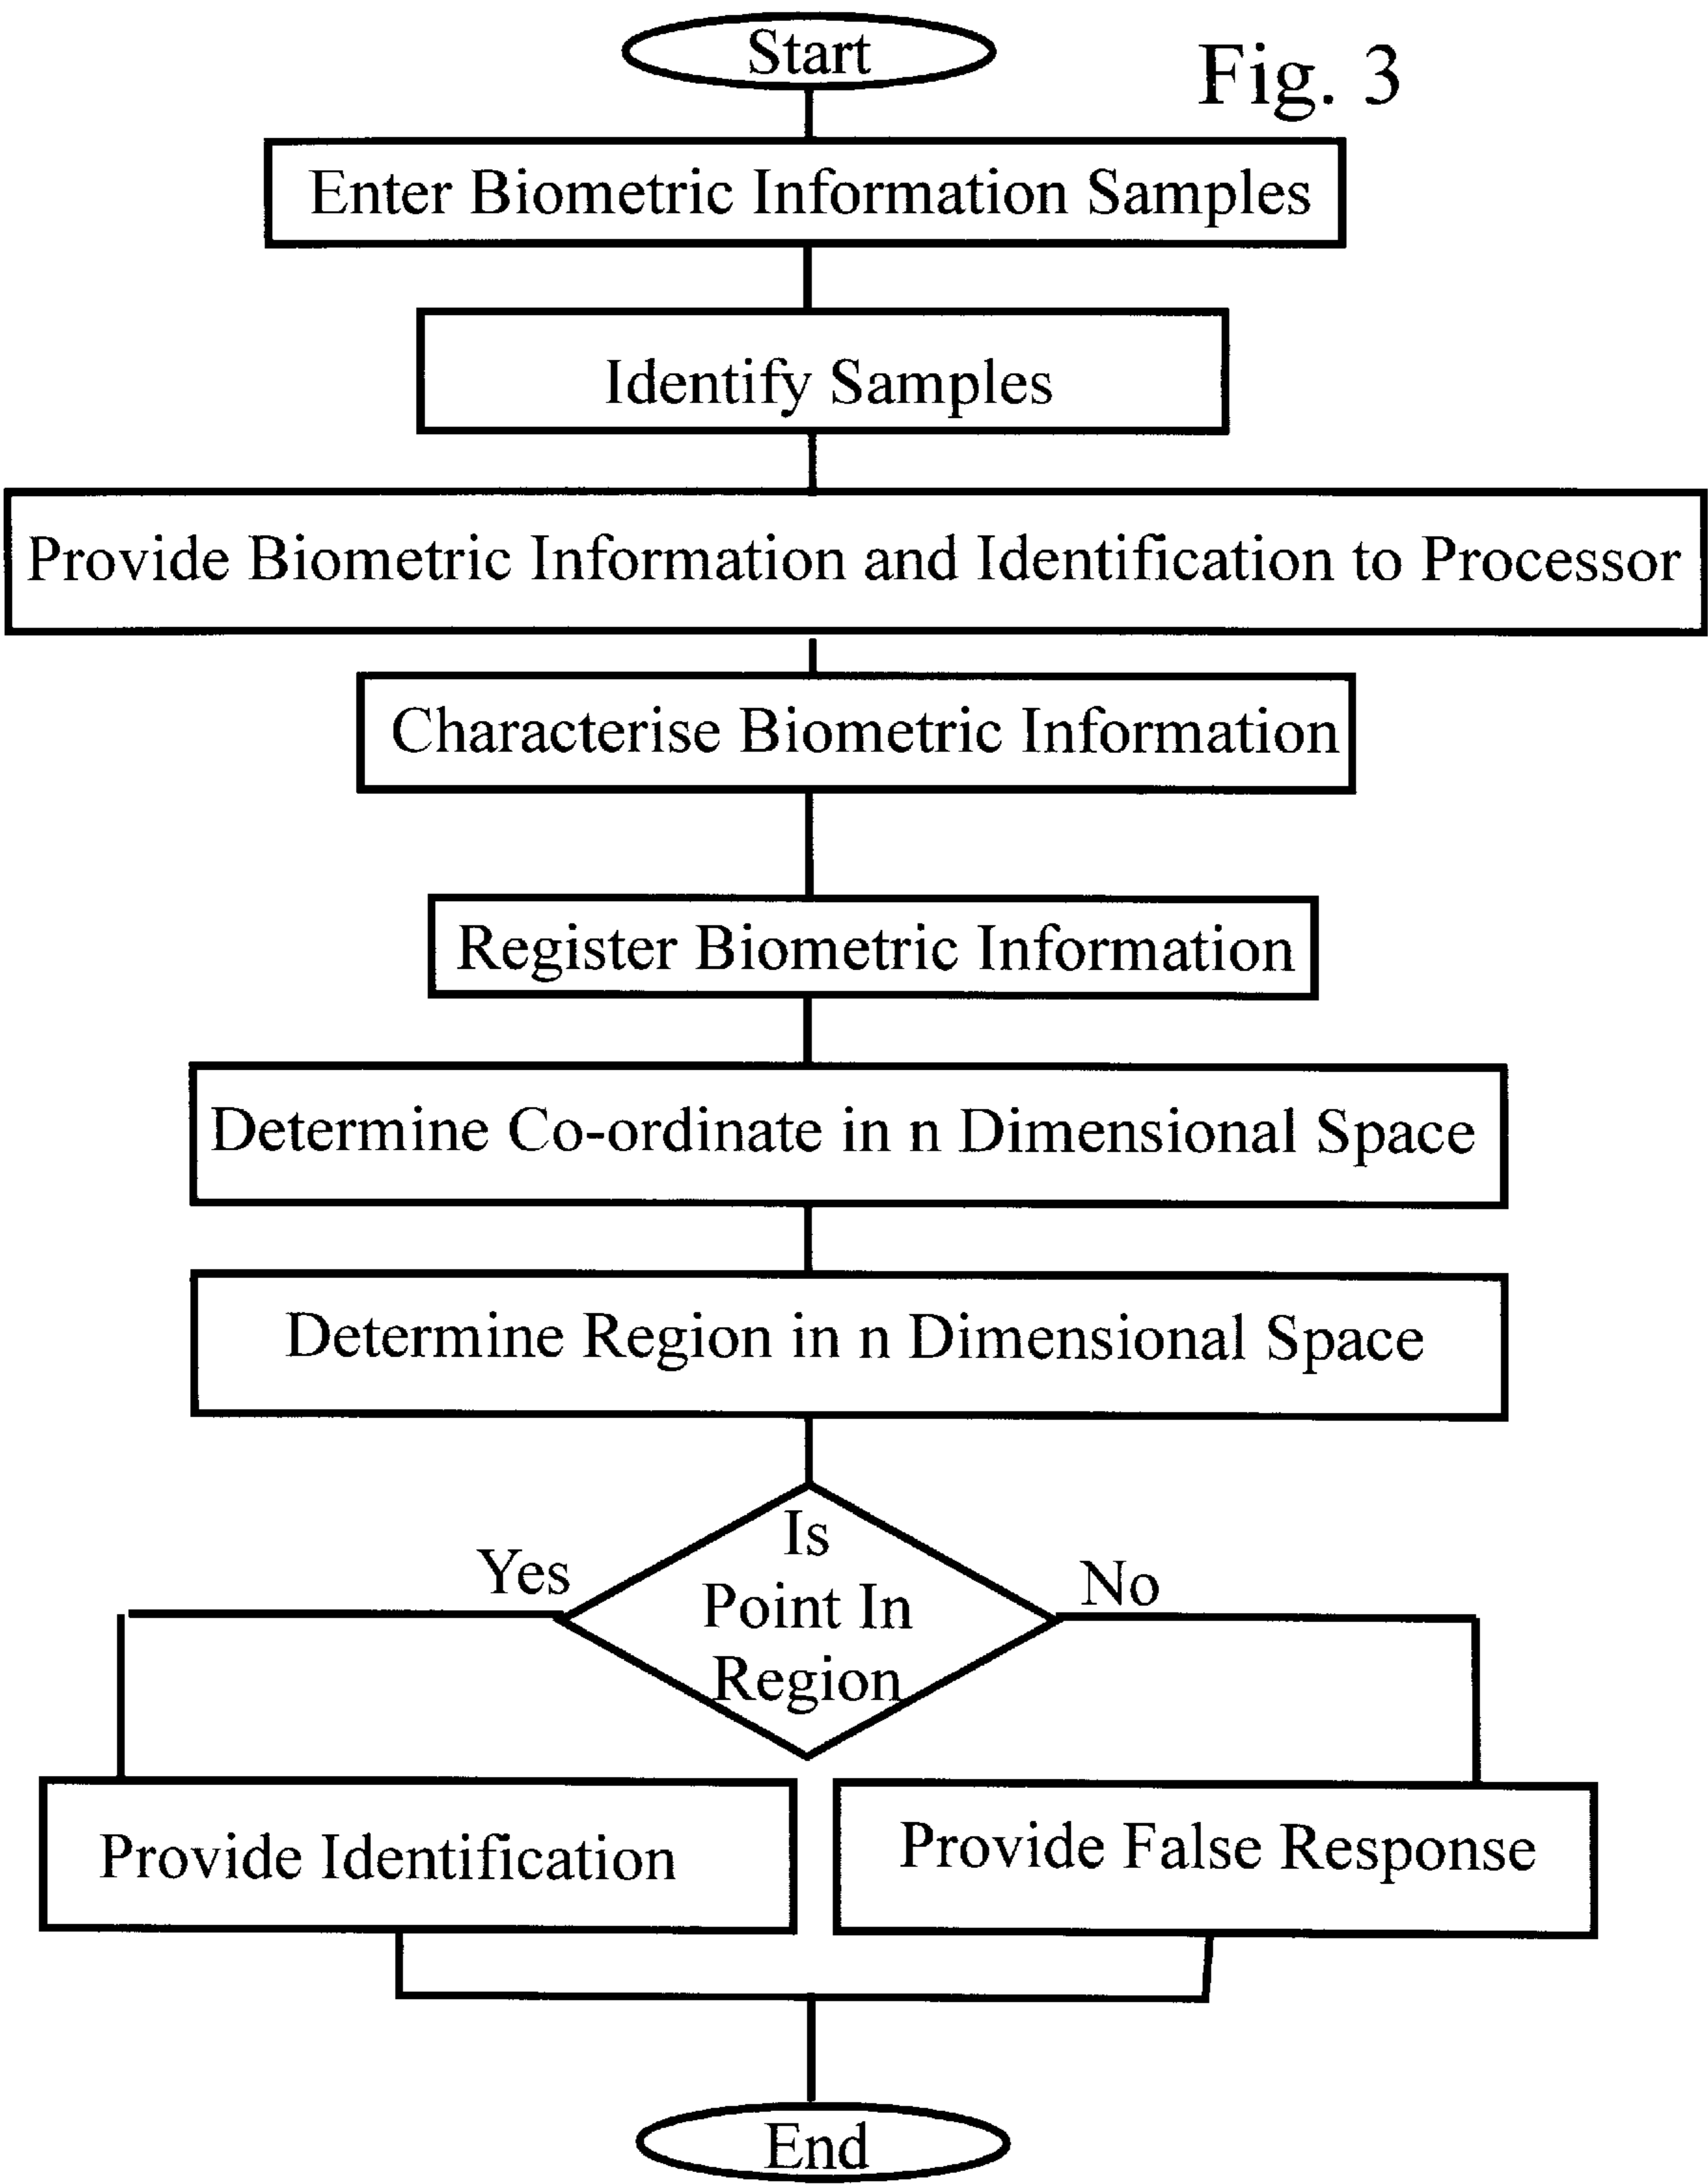 Start
Fig. 3
Enter Biometric Information Samples
Identify Samples
Provide Biometric Information and Identification to Processor
Characterise Biometric Information
Register Biometric Information
Determine Co-ordinate in n Dimensional Space
Determine Region in n Dimensional Space
Is
Point In
Region
Yes
No
Provide Identification
Provide False Response
End